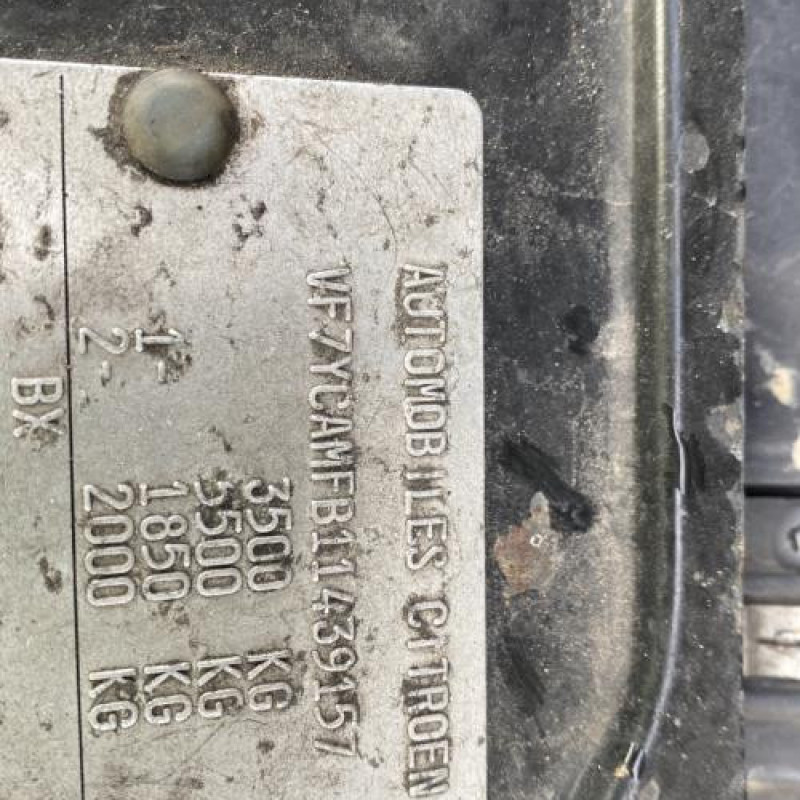 AUTOMOBILES CITROEN
VF7YCAMFB11439157
3500 KG
5500 KG
1- 1850 KG
2- 2000 KG
BX